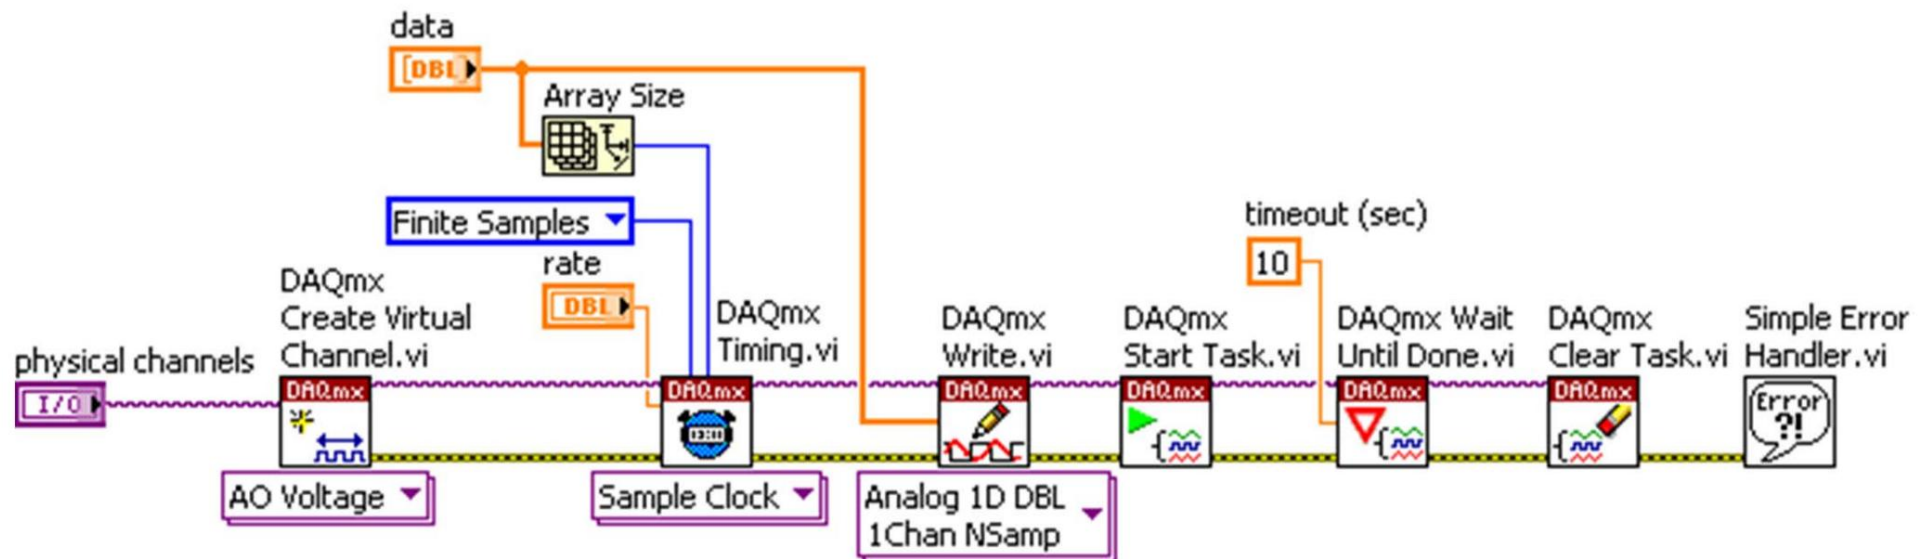 data
[DBL]
Array Size
Finite Samples
timeout (sec)
10
rate
DBL
DAQmx
Create Virtual
Channel.vi
DAQmx
Timing.vi
DAQmx
Write.vi
DAQmx
Start Task.vi
DAQmx Wait
Until Done.vi
DAQmx
Clear Task.vi
Simple Error
Handler.vi
physical channels
I/O
DAQmx
DAQmx
DAQmx
DAQmx
DAQmx
DAQmx
Error
?!
AO Voltage
Sample Clock
Analog 1D DBL
1Chan NSamp